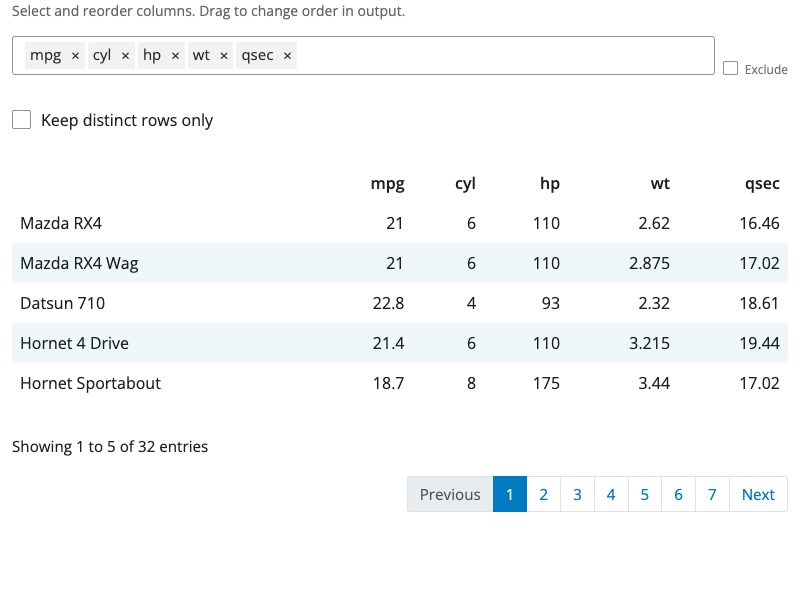 Select and reorder columns. Drag to change order in output.
mpg × cyl × hp × wt × qsec ×
Exclude
Keep distinct rows only
mpg cyl hp wt qsec
Mazda RX4 21 6 110 2.62 16.46
Mazda RX4 Wag 21 6 110 2.875 17.02
Datsun 710 22.8 4 93 2.32 18.61
Hornet 4 Drive 21.4 6 110 3.215 19.44
Hornet Sportabout 18.7 8 175 3.44 17.02
Showing 1 to 5 of 32 entries
Previous 1 2 3 4 5 6 7 Next